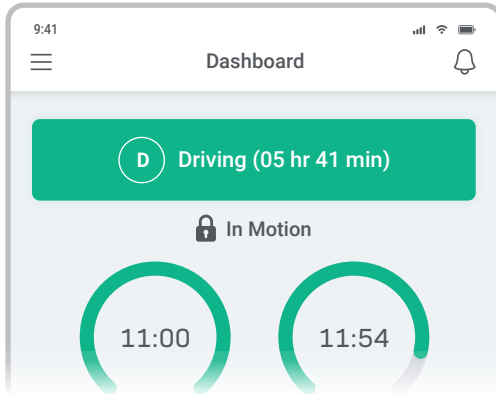 9:41
Dashboard
D Driving (05 hr 41 min)
In Motion
11:00 11:54